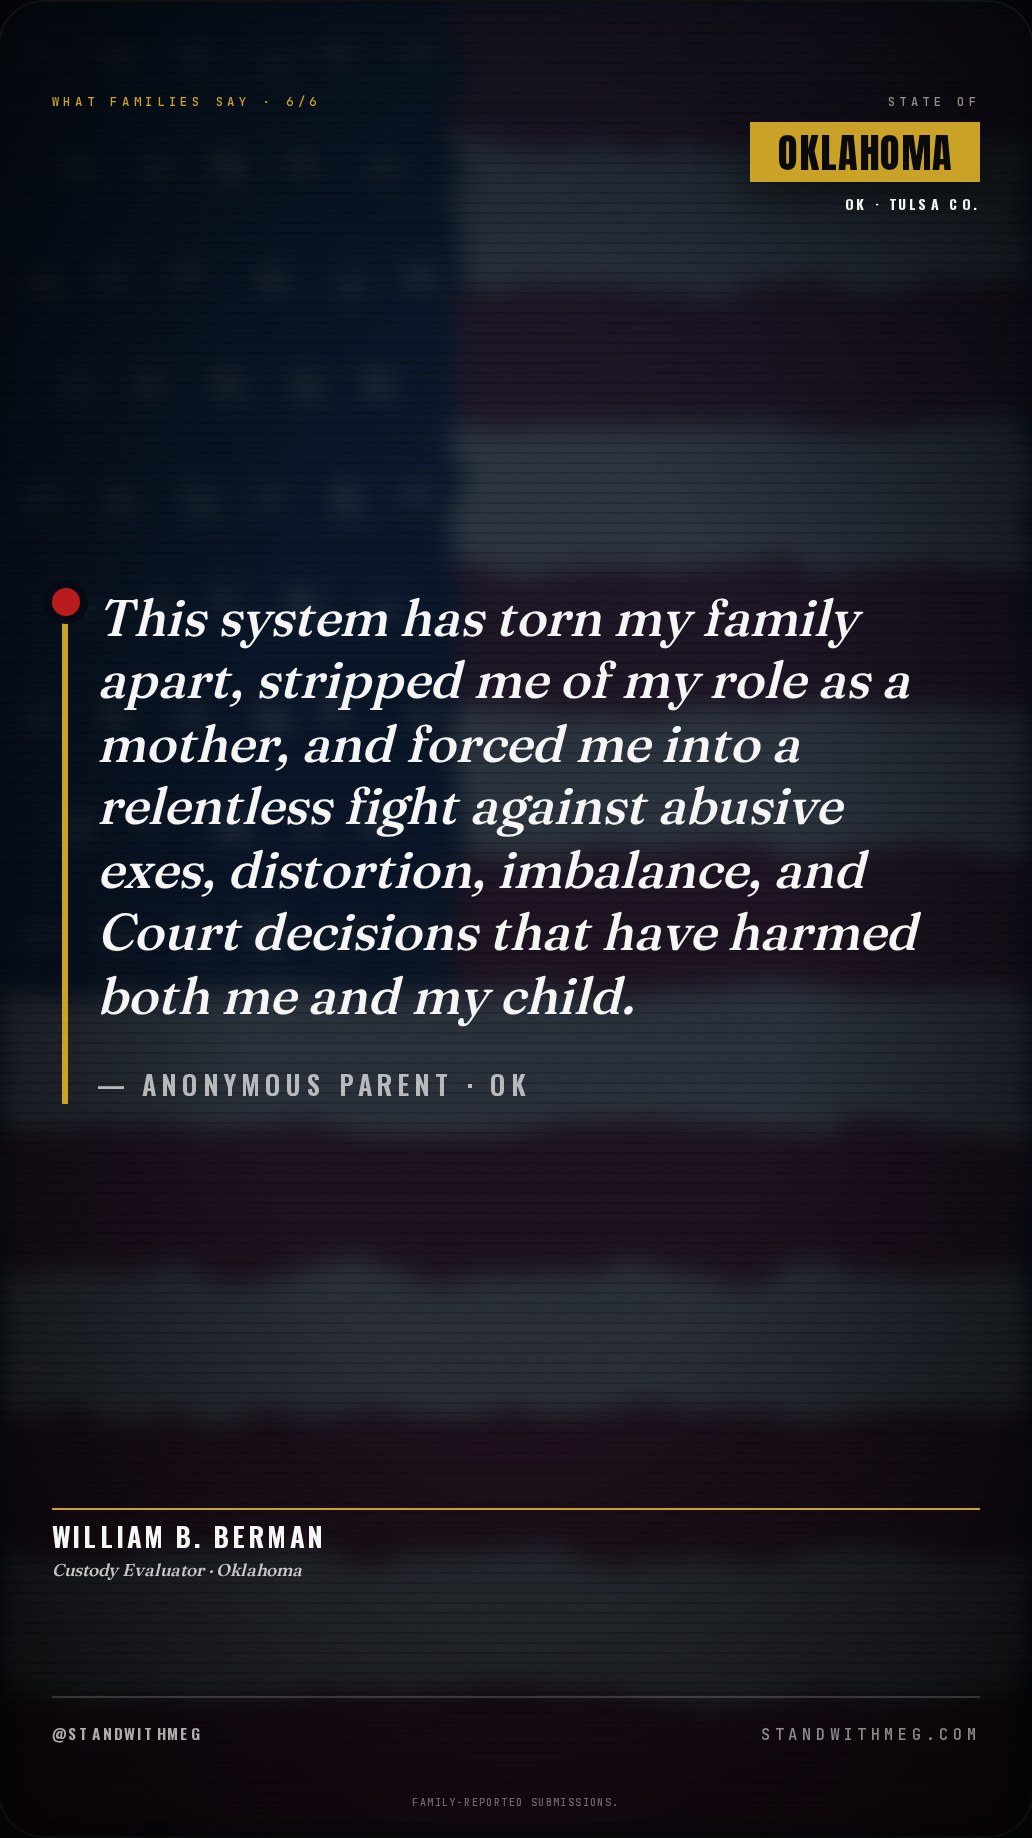 WHAT FAMILIES SAY · 6/6
STATE OF
OKLAHOMA
OK · TULSA CO.
This system has torn my family
apart, stripped me of my role as a
mother, and forced me into a
relentless fight against abusive
exes, distortion, imbalance, and
Court decisions that have harmed
both me and my child.
— ANONYMOUS PARENT · OK
WILLIAM B. BERMAN
Custody Evaluator · Oklahoma
@STANDWITHMEG
STANDWITHMEG.COM
FAMILY-REPORTED SUBMISSIONS.